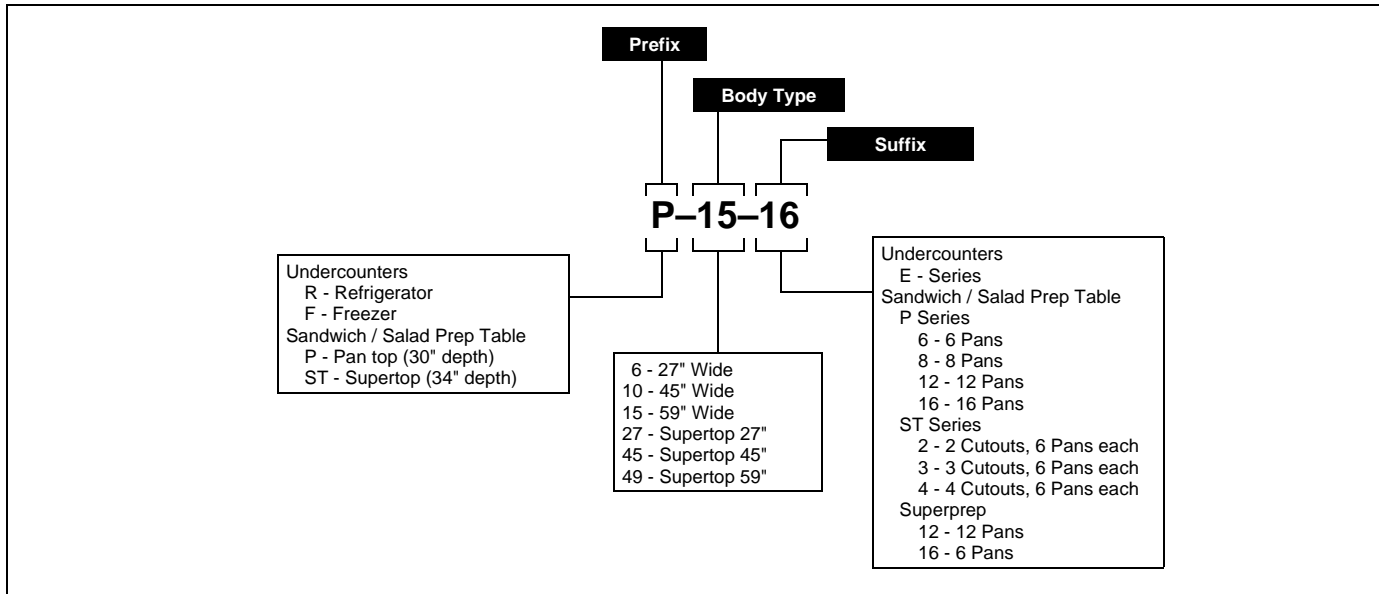 Prefix
Body Type
Suffix
P–15–16
Undercounters
R - Refrigerator
F - Freezer
Sandwich / Salad Prep Table
P - Pan top (30" depth)
ST - Supertop (34" depth)
6 - 27" Wide
10 - 45" Wide
15 - 59" Wide
27 - Supertop 27"
45 - Supertop 45"
49 - Supertop 59"
Undercounters
E - Series
Sandwich / Salad Prep Table
P Series
6 - 6 Pans
8 - 8 Pans
12 - 12 Pans
16 - 16 Pans
ST Series
2 - 2 Cutouts, 6 Pans each
3 - 3 Cutouts, 6 Pans each
4 - 4 Cutouts, 6 Pans each
Superprep
12 - 12 Pans
16 - 6 Pans